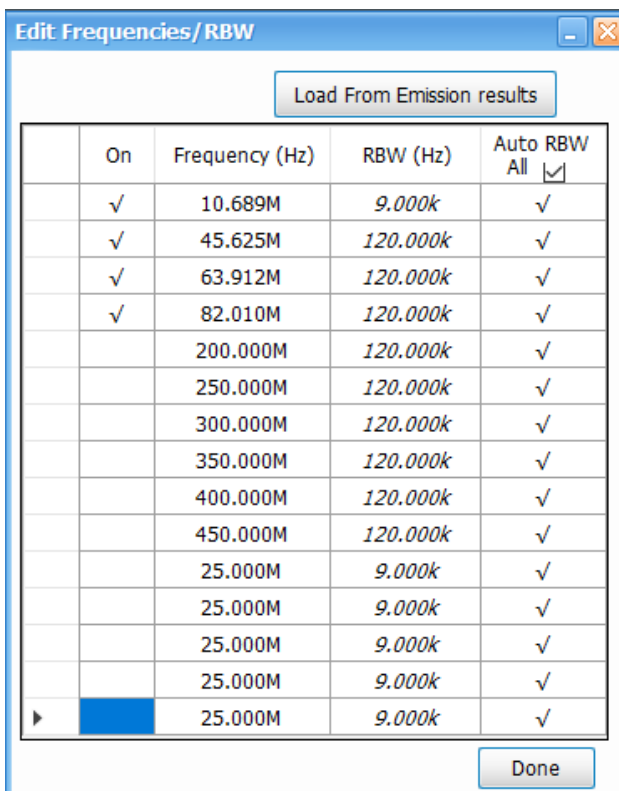 Edit Frequencies/RBW
Load From Emission results
On Frequency (Hz) RBW (Hz) Auto RBW All
√ 10.689M 9.000k √
√ 45.625M 120.000k √
√ 63.912M 120.000k √
√ 82.010M 120.000k √
200.000M 120.000k √
250.000M 120.000k √
300.000M 120.000k √
350.000M 120.000k √
400.000M 120.000k √
450.000M 120.000k √
25.000M 9.000k √
25.000M 9.000k √
25.000M 9.000k √
25.000M 9.000k √
25.000M 9.000k √
Done